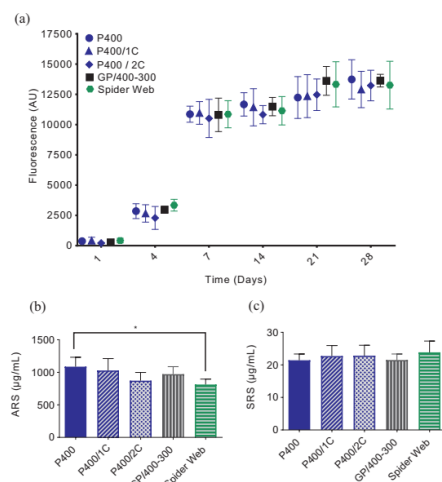 (a)
17500
15000
12500
10000
7500
5000
2500
0
Fluorescence (AU)
P400
P400/1C
P400 / 2C
GP/400-300
Spider Web
1
4
7
14
21
28
Time (Days)
(b)
1500
1000
500
0
ARS (µg/mL)
*
P400
P400/1C
P400/2C
GP/400-300
Spider Web
(c)
30
20
10
0
SRS (µg/mL)
P400
P400/1C
P400/2C
GP/400-300
Spider Web